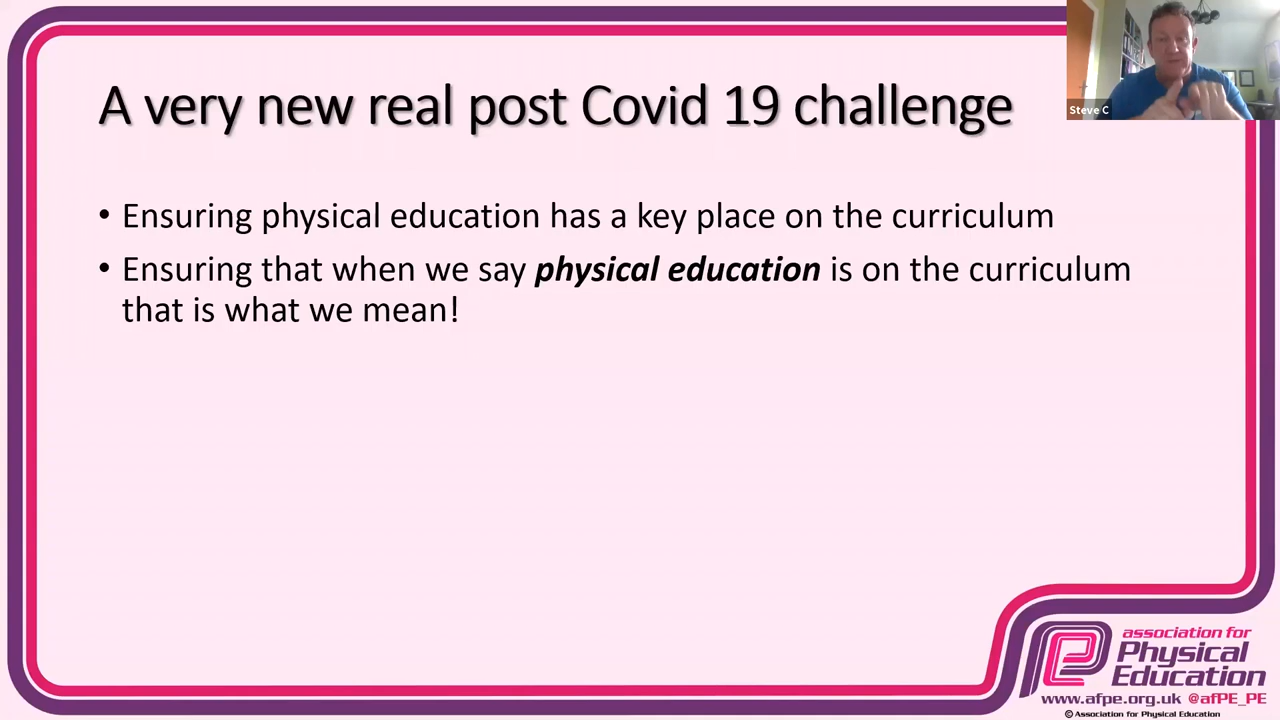 A very new real post Covid 19 challenge
Steve C
• Ensuring physical education has a key place on the curriculum
• Ensuring that when we say physical education is on the curriculum
that is what we mean!
association for
Physical
Education
www.afpe.org.uk @afPE_PE
© Association for Physical Education